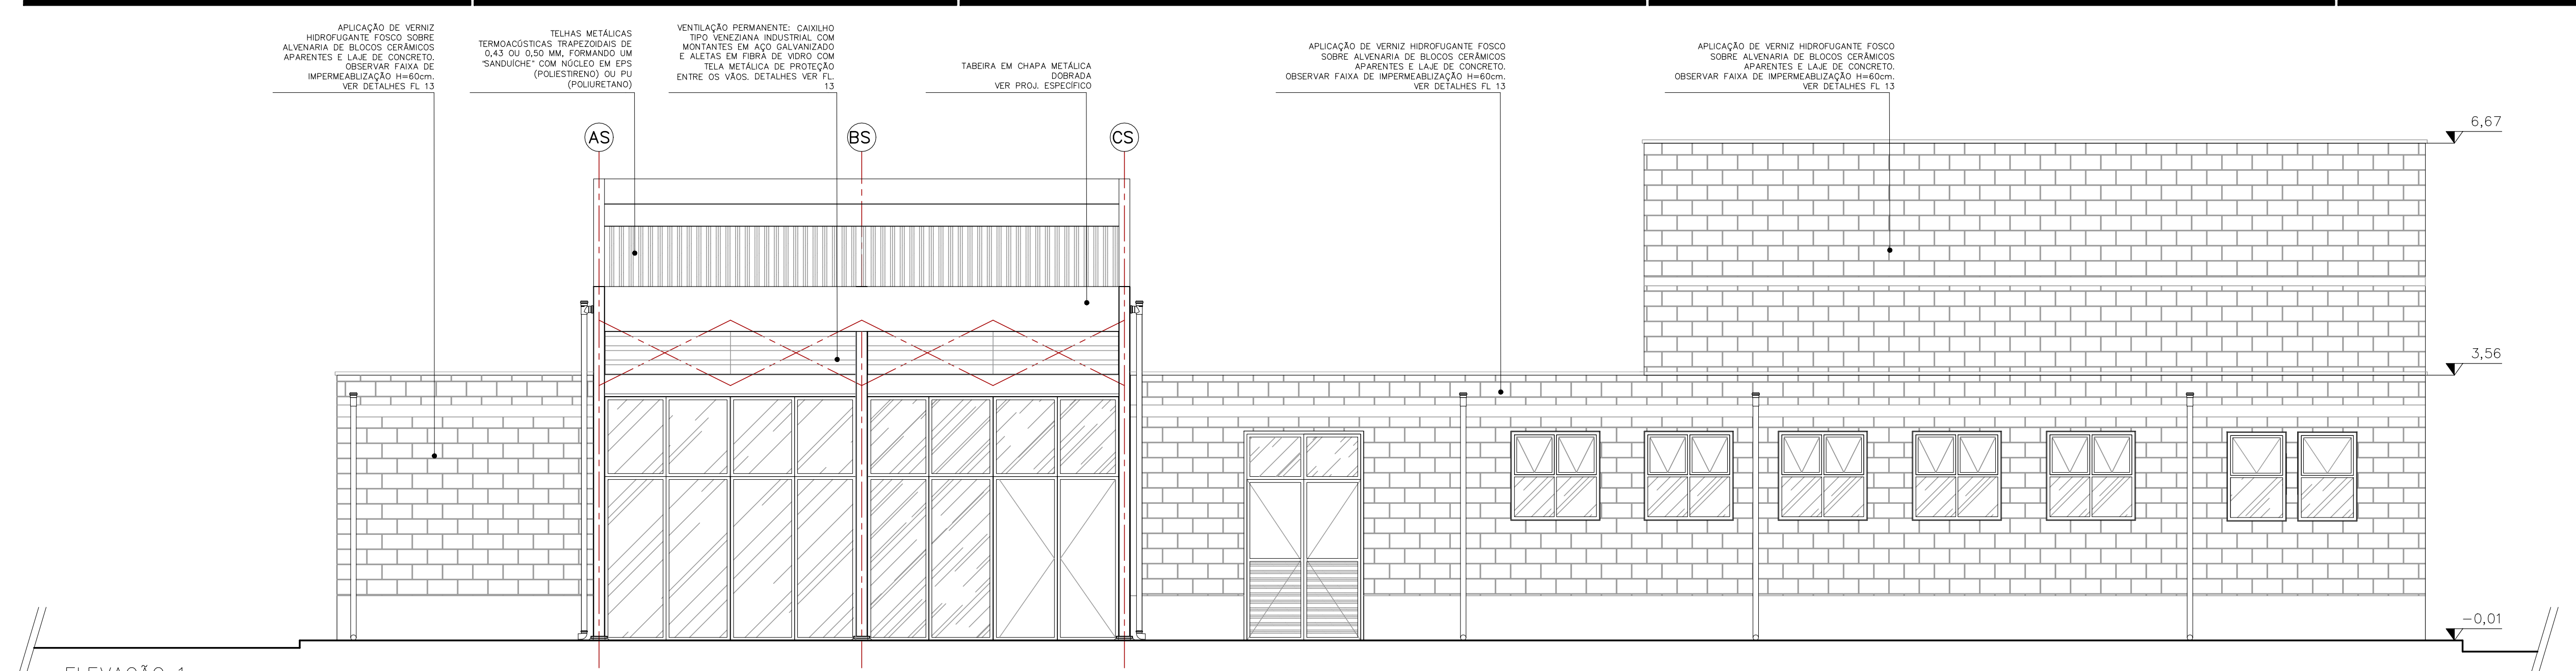 APLICAÇÃO DE VERNIZ
HIDROFUGANTE FOSCO SOBRE
ALVENARIA DE BLOCOS CERÂMICOS
APARENTES E LAJE DE CONCRETO.
OBSERVAR FAIXA DE
IMPERMEABLIZAÇÃO H=60cm.
VER DETALHES FL 13
TELHAS METÁLICAS
TERMOACÚSTICAS TRAPEZOIDAIS DE
0,43 OU 0,50 MM, FORMANDO UM
"SANDUÍCHE" COM NÚCLEO EM EPS
(POLIESTIRENO) OU PU
(POLIURETANO)
VENTILAÇÃO PERMANENTE: CAIXILHO
TIPO VENEZIANA INDUSTRIAL COM
MONTANTES EM AÇO GALVANIZADO
E ALETAS EM FIBRA DE VIDRO COM
TELA METÁLICA DE PROTEÇÃO
ENTRE OS VÃOS. DETALHES VER FL.
13
TABEIRA EM CHAPA METÁLICA
DOBRADA
VER PROJ. ESPECÍFICO
APLICAÇÃO DE VERNIZ HIDROFUGANTE FOSCO
SOBRE ALVENARIA DE BLOCOS CERÂMICOS
APARENTES E LAJE DE CONCRETO.
OBSERVAR FAIXA DE IMPERMEABLIZAÇÃO H=60cm.
VER DETALHES FL 13
APLICAÇÃO DE VERNIZ HIDROFUGANTE FOSCO
SOBRE ALVENARIA DE BLOCOS CERÂMICOS
APARENTES E LAJE DE CONCRETO.
OBSERVAR FAIXA DE IMPERMEABLIZAÇÃO H=60cm.
VER DETALHES FL 13
AS
BS
CS
6,67
3,56
-0,01
ELEVAÇÃO 1